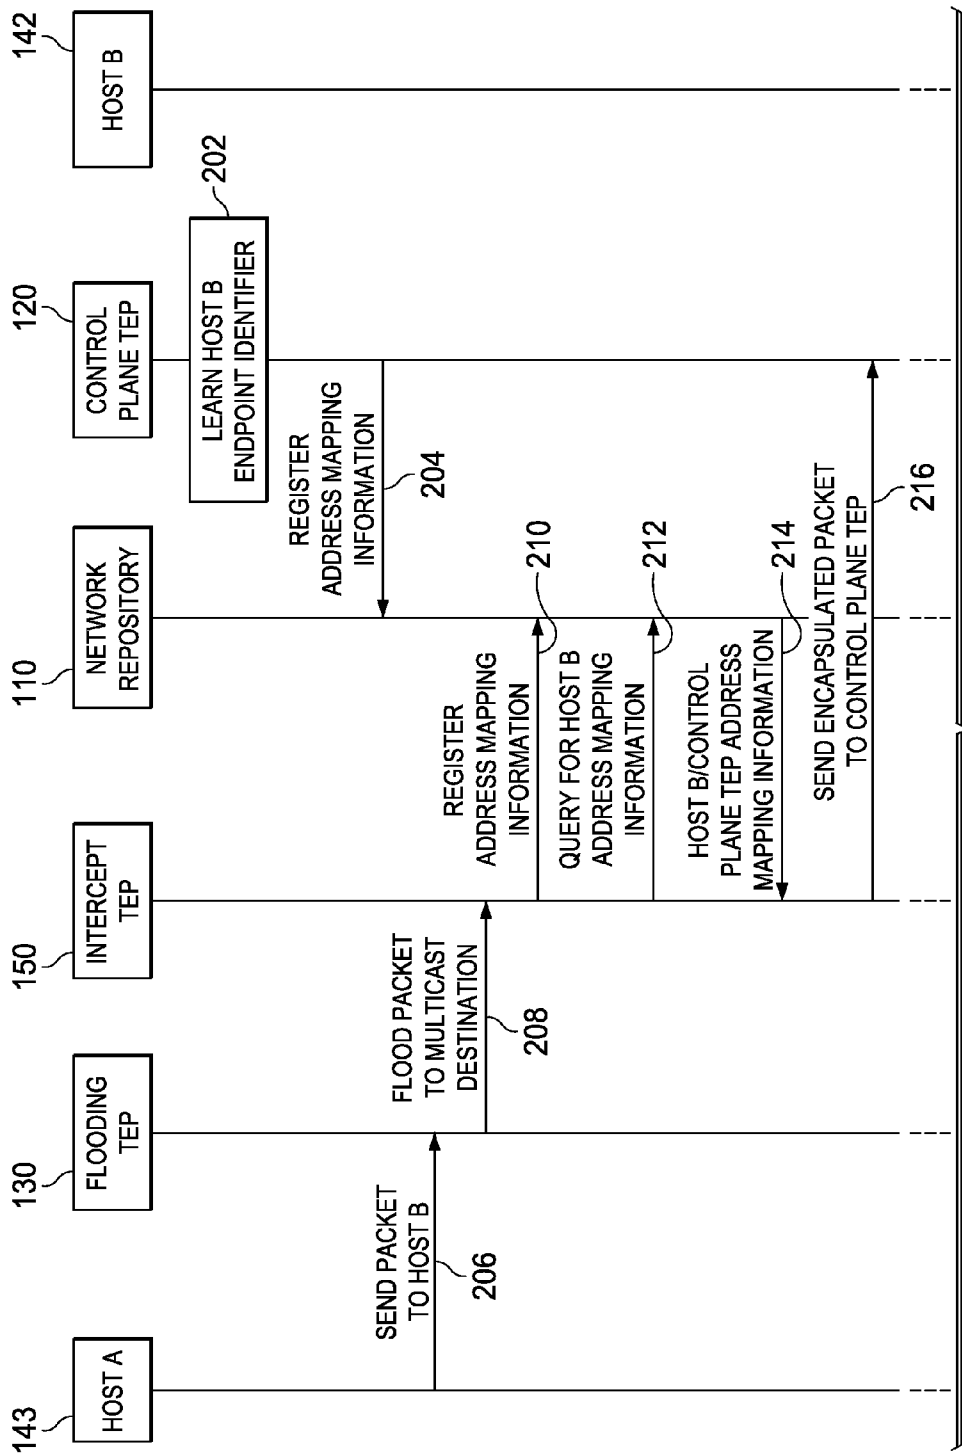 143
HOST A
130
FLOODING
TEP
150
INTERCEPT
TEP
110
NETWORK
REPOSITORY
120
CONTROL
PLANE TEP
142
HOST B
LEARN HOST B
ENDPOINT IDENTIFIER
202
REGISTER
ADDRESS MAPPING
INFORMATION
204
SEND PACKET
TO HOST B
206
FLOOD PACKET
TO MULTICAST
DESTINATION
208
REGISTER
ADDRESS MAPPING
INFORMATION
210
QUERY FOR HOST B
ADDRESS MAPPING
INFORMATION
212
HOST B/CONTROL
PLANE TEP ADDRESS
MAPPING INFORMATION
214
SEND ENCAPSULATED PACKET
TO CONTROL PLANE TEP
216